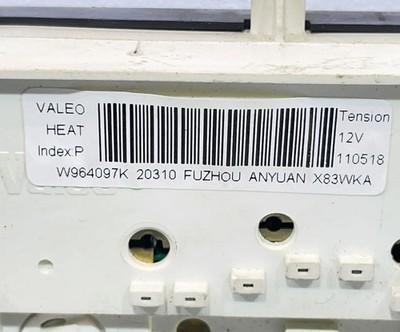 VALEO
HEAT
Index:P
Tension
12V
110518
W964097K 20310 FUZHOU ANYUAN X83WKA